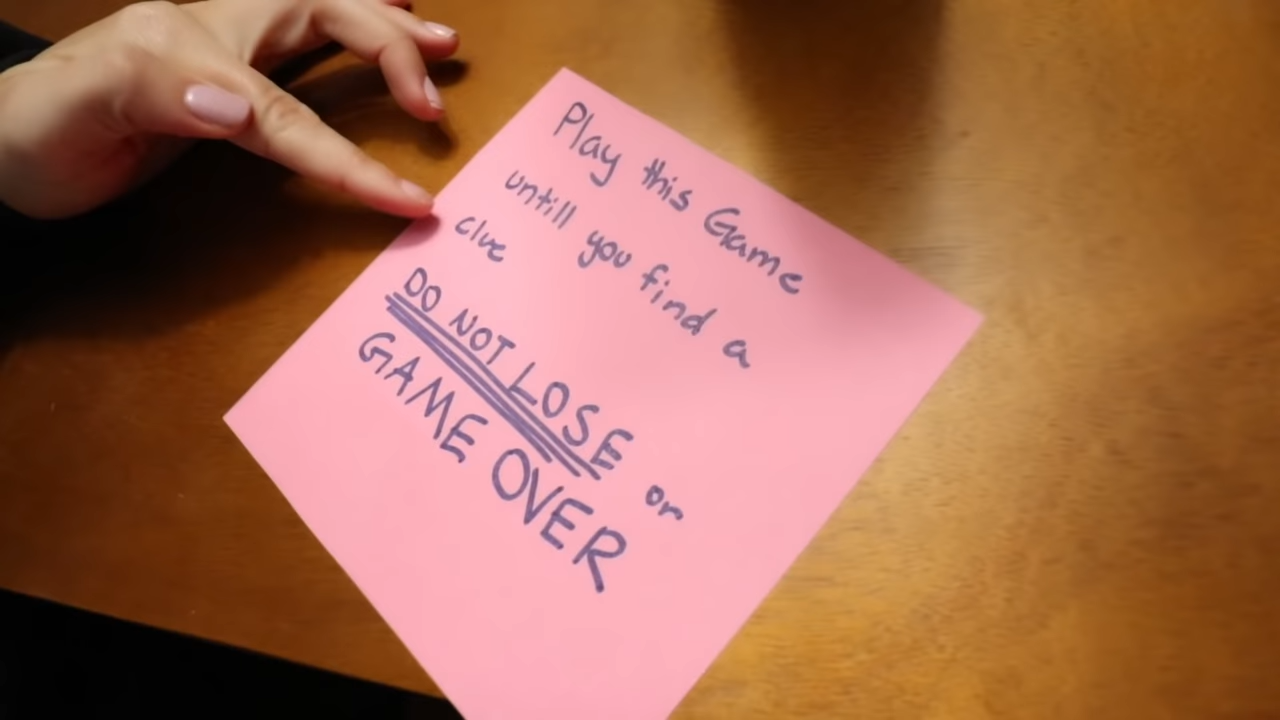 Play this Game
untill you find a
clue
DO NOT LOSE or
GAME OVER